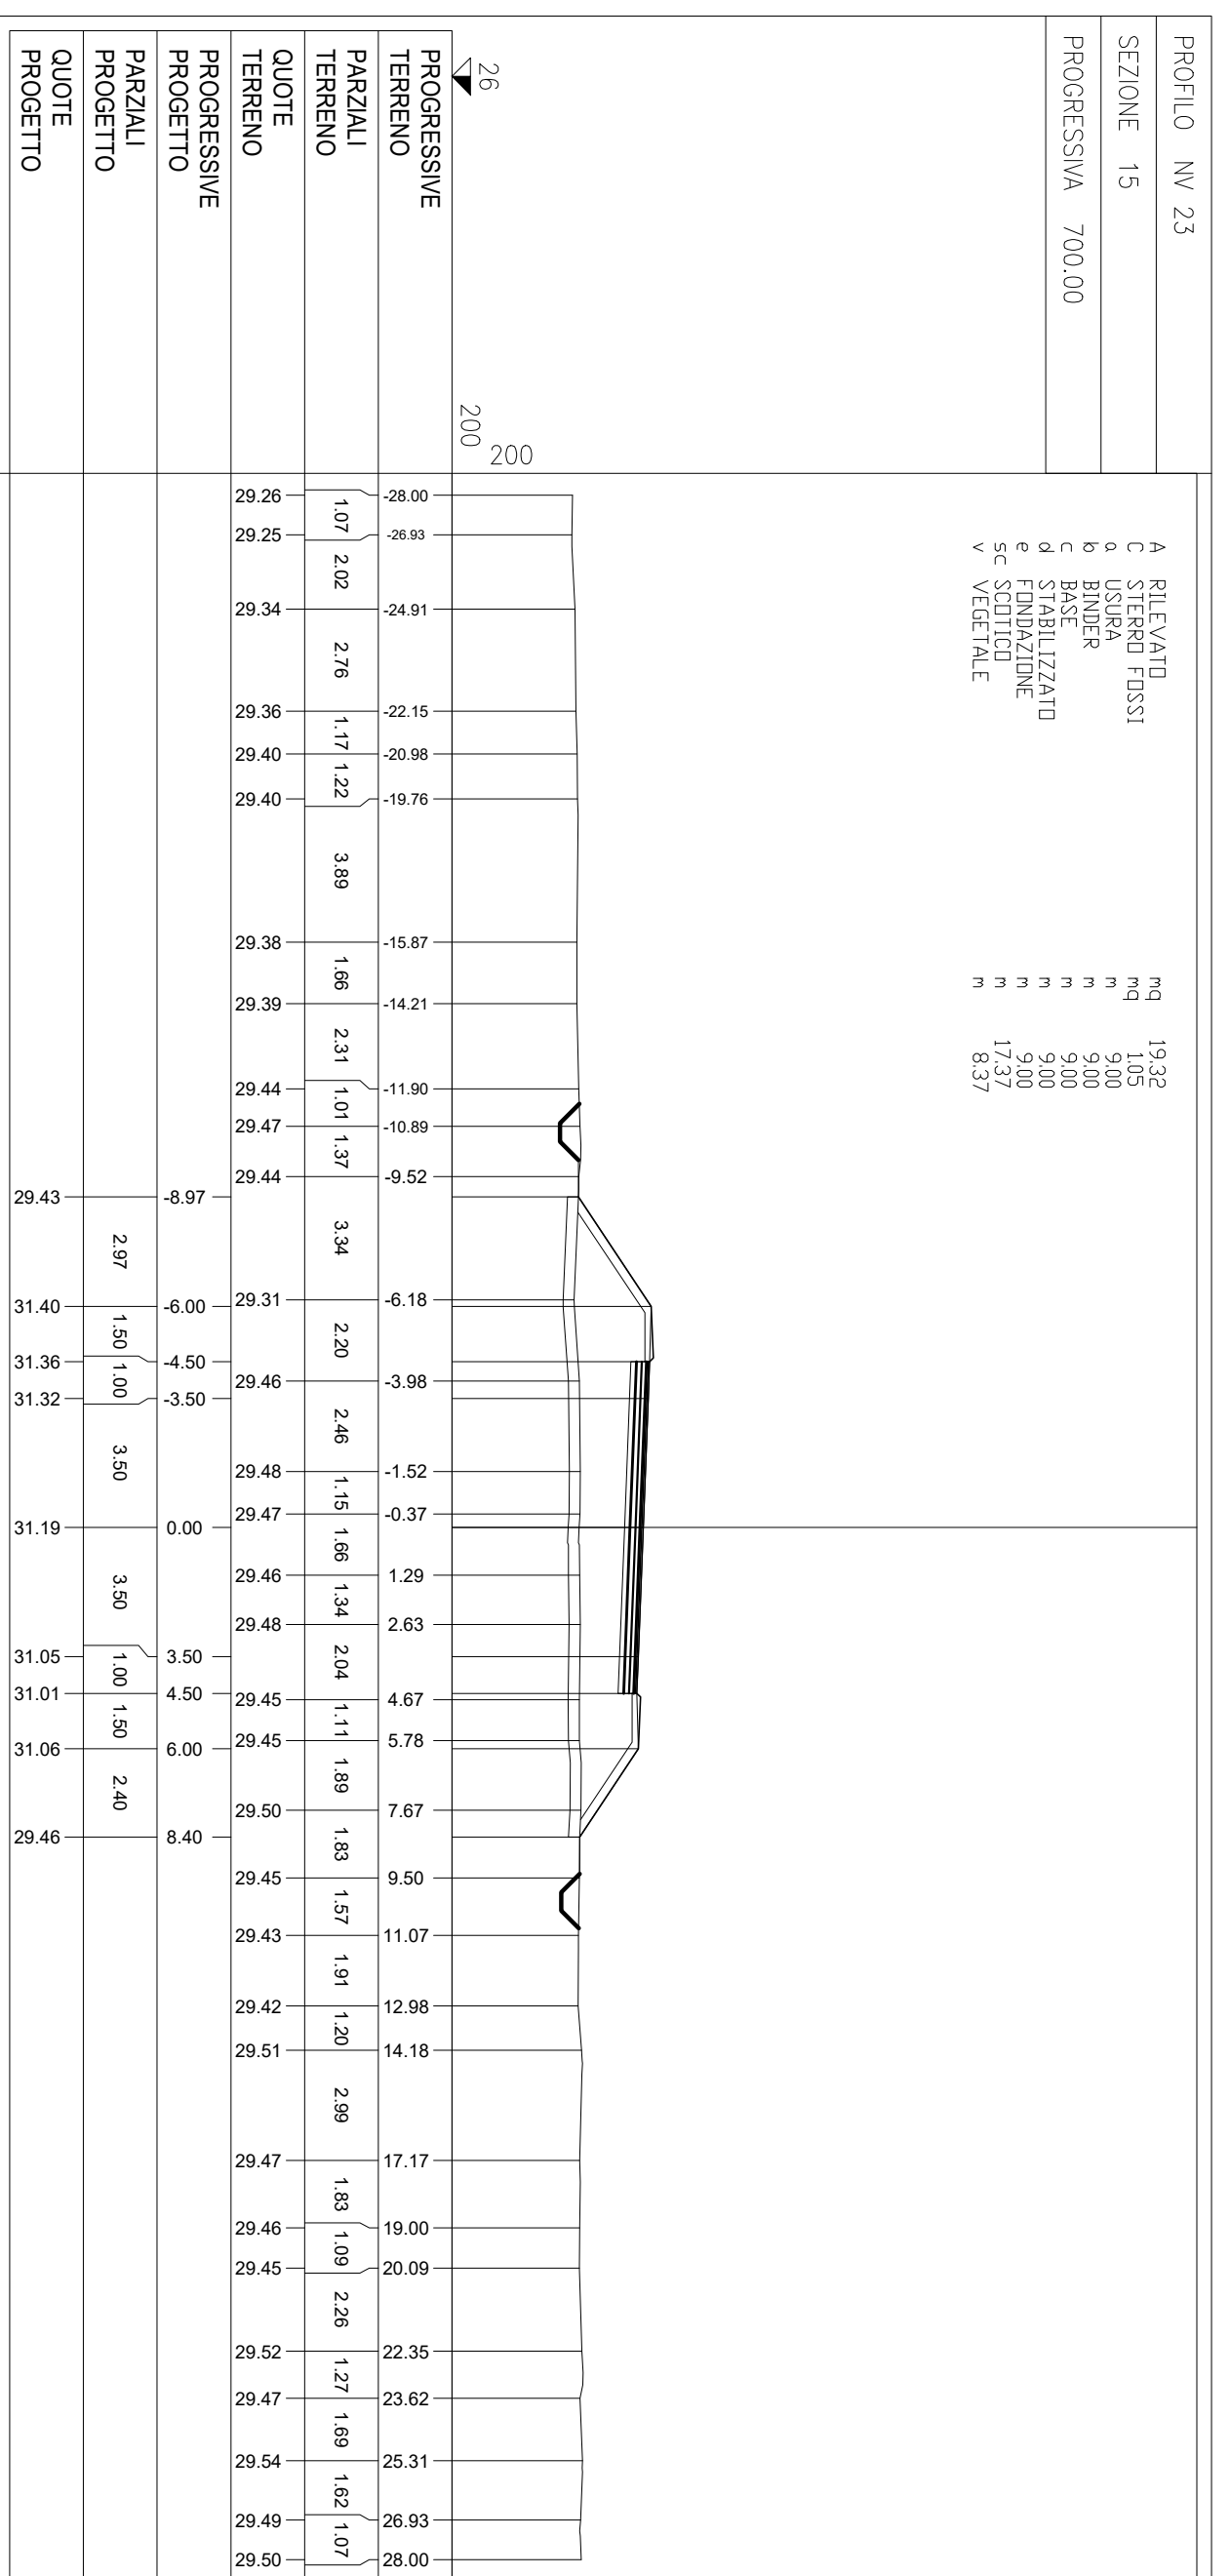 PROFILO NV 23
SEZIONE 15
PROGRESSIVA 700.00
A RILEVATO mq 19.32
C STERRO FOSSI mq 1.05
a USURA m 9.00
b BINDER m 9.00
c BASE m 9.00
d STABILIZZATO m 9.00
e FONDAZIONE m 9.00
sc SCOTICO m 17.37
v VEGETALE m 8.37
200
200
26
PROGRESSIVE TERRENO -28.00 -26.93 -24.91 -22.15 -20.98 -19.76 -15.87 -14.21 -11.90 -10.89 -9.52 -6.18 -3.98 -1.52 -0.37 1.29 2.63 4.67 5.78 7.67 9.50 11.07 12.98 14.18 17.17 19.00 20.09 22.35 23.62 25.31 26.93 28.00
PARZIALI TERRENO 1.07 2.02 2.76 1.17 1.22 3.89 1.66 2.31 1.01 1.37 3.34 2.20 2.46 1.15 1.66 1.34 2.04 1.11 1.89 1.83 1.57 1.91 1.20 2.99 1.83 1.09 2.26 1.27 1.69 1.62 1.07
QUOTE TERRENO 29.26 29.25 29.34 29.36 29.40 29.40 29.38 29.39 29.44 29.47 29.44 29.31 29.46 29.48 29.47 29.46 29.48 29.45 29.45 29.50 29.45 29.43 29.42 29.51 29.47 29.46 29.45 29.52 29.47 29.54 29.49 29.50
PROGRESSIVE PROGETTO -8.97 -6.00 -4.50 -3.50 0.00 3.50 4.50 6.00 8.40
PARZIALI PROGETTO 2.97 1.50 1.00 3.50 3.50 1.00 1.50 2.40
QUOTE PROGETTO 29.43 31.40 31.36 31.32 31.19 31.05 31.01 31.06 29.46